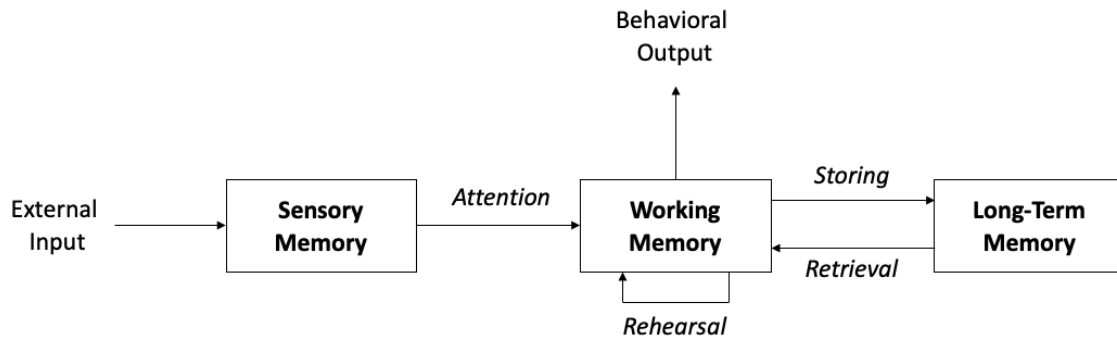 Behavioral
Output
External
Input
Sensory
Memory
Attention
Working
Memory
Storing
Retrieval
Long-Term
Memory
Rehearsal